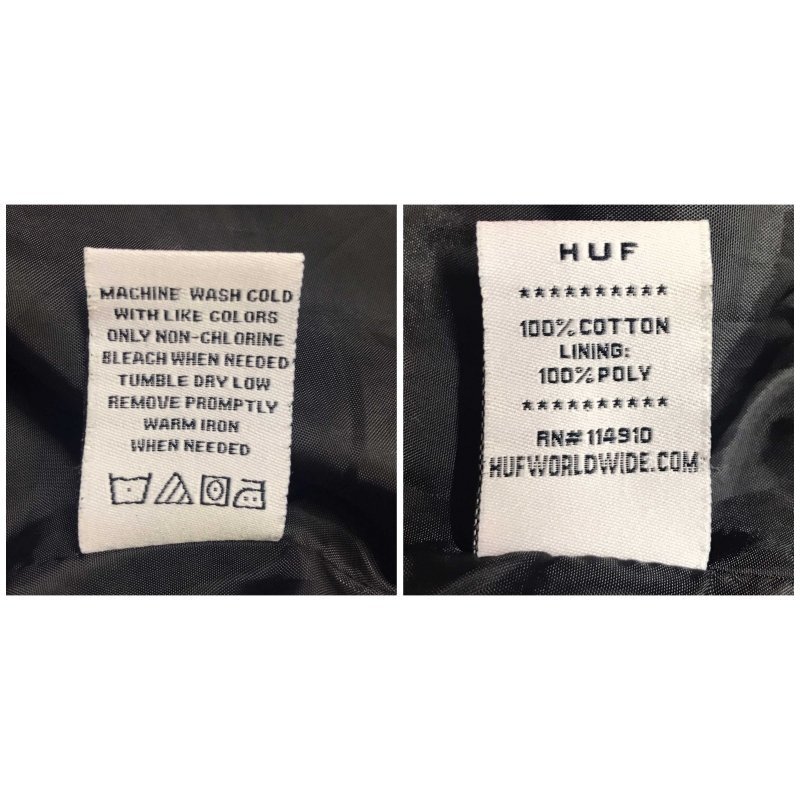 MACHINE WASH COLD
WITH LIKE COLORS
ONLY NON-CHLORINE
BLEACH WHEN NEEDED
TUMBLE DRY LOW
REMOVE PROMPTLY
WARM IRON
WHEN NEEDED
HUF
★★★★★★★★★★
100% COTTON
LINING:
100% POLY
★★★★★★★★★★
RN# 114910
HUFWORLDWIDE.COM